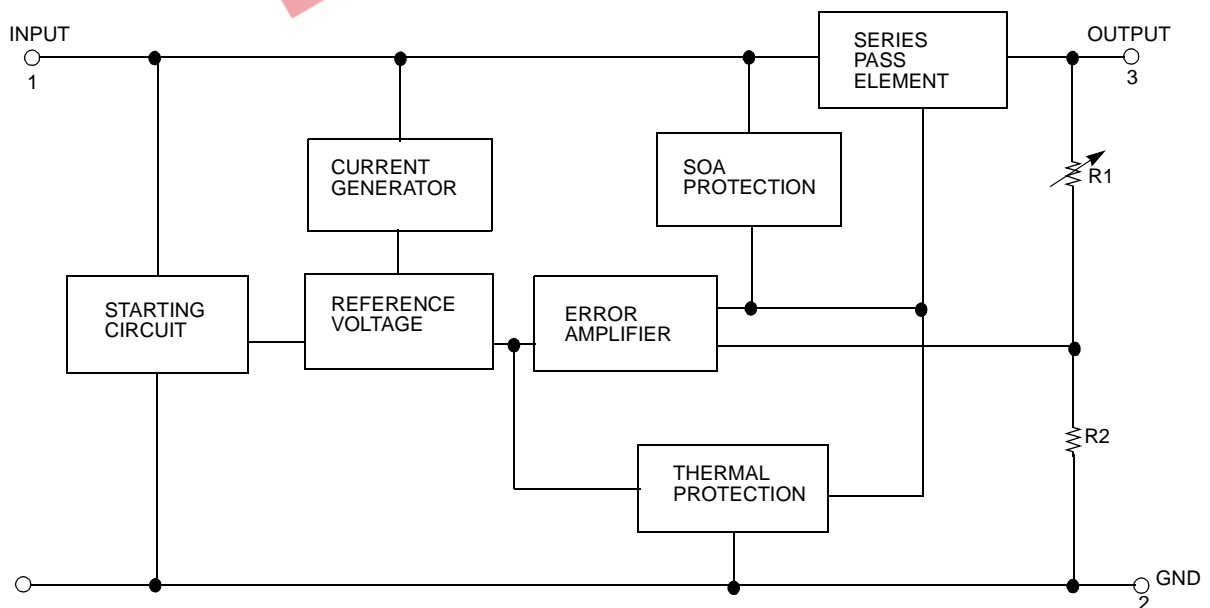 INPUT
1
SERIES
PASS
ELEMENT
OUTPUT
3
CURRENT
GENERATOR
SOA
PROTECTION
R1
STARTING
CIRCUIT
REFERENCE
VOLTAGE
ERROR
AMPLIFIER
R2
THERMAL
PROTECTION
GND
2